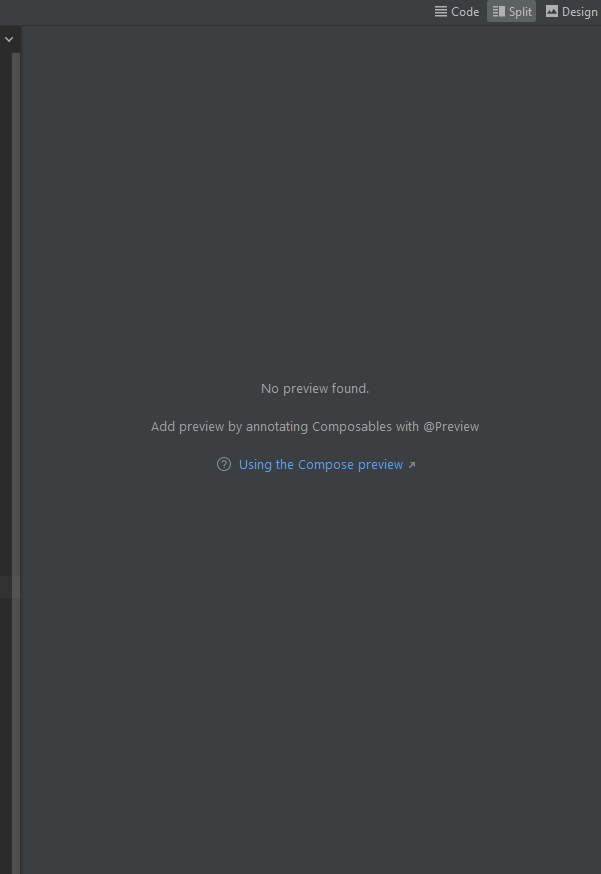 Code Split Design
No preview found.
Add preview by annotating Composables with @Preview
Using the Compose preview